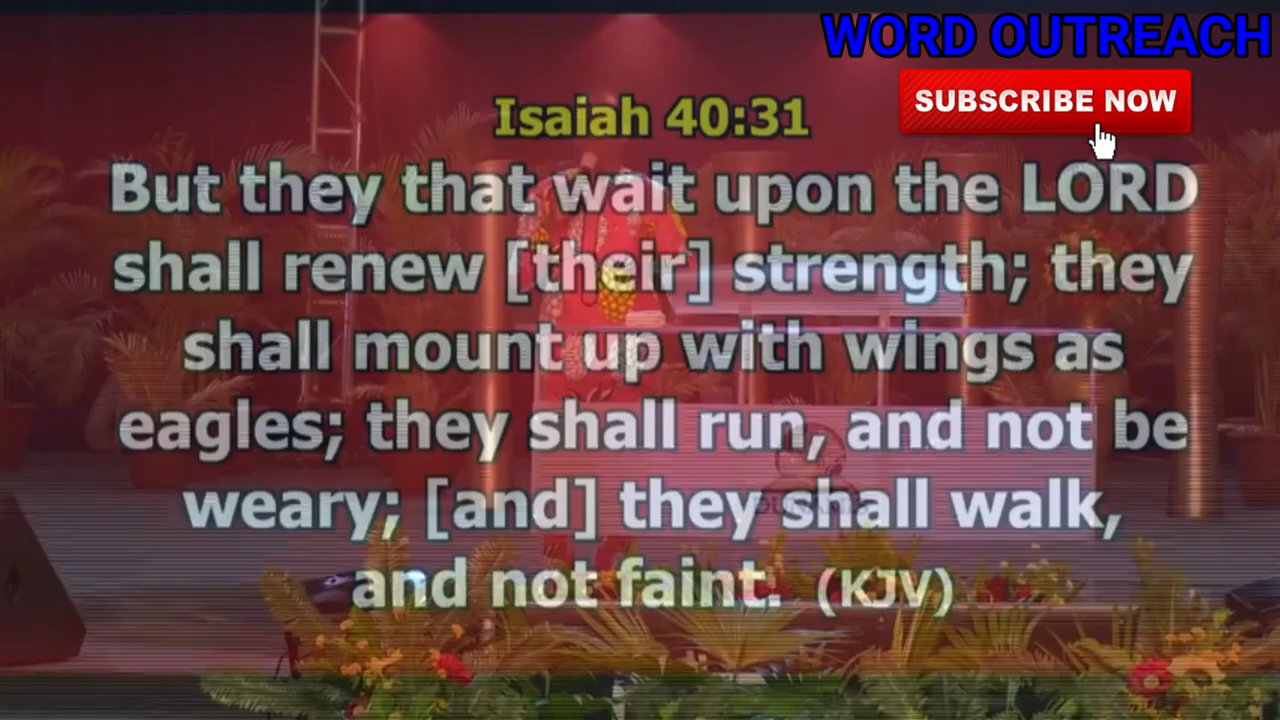 WORD OUTREACH
SUBSCRIBE NOW
Isaiah 40:31
But they that wait upon the LORD
shall renew [their] strength; they
shall mount up with wings as
eagles; they shall run, and not be
weary; [and] they shall walk,
and not faint. (KJV)